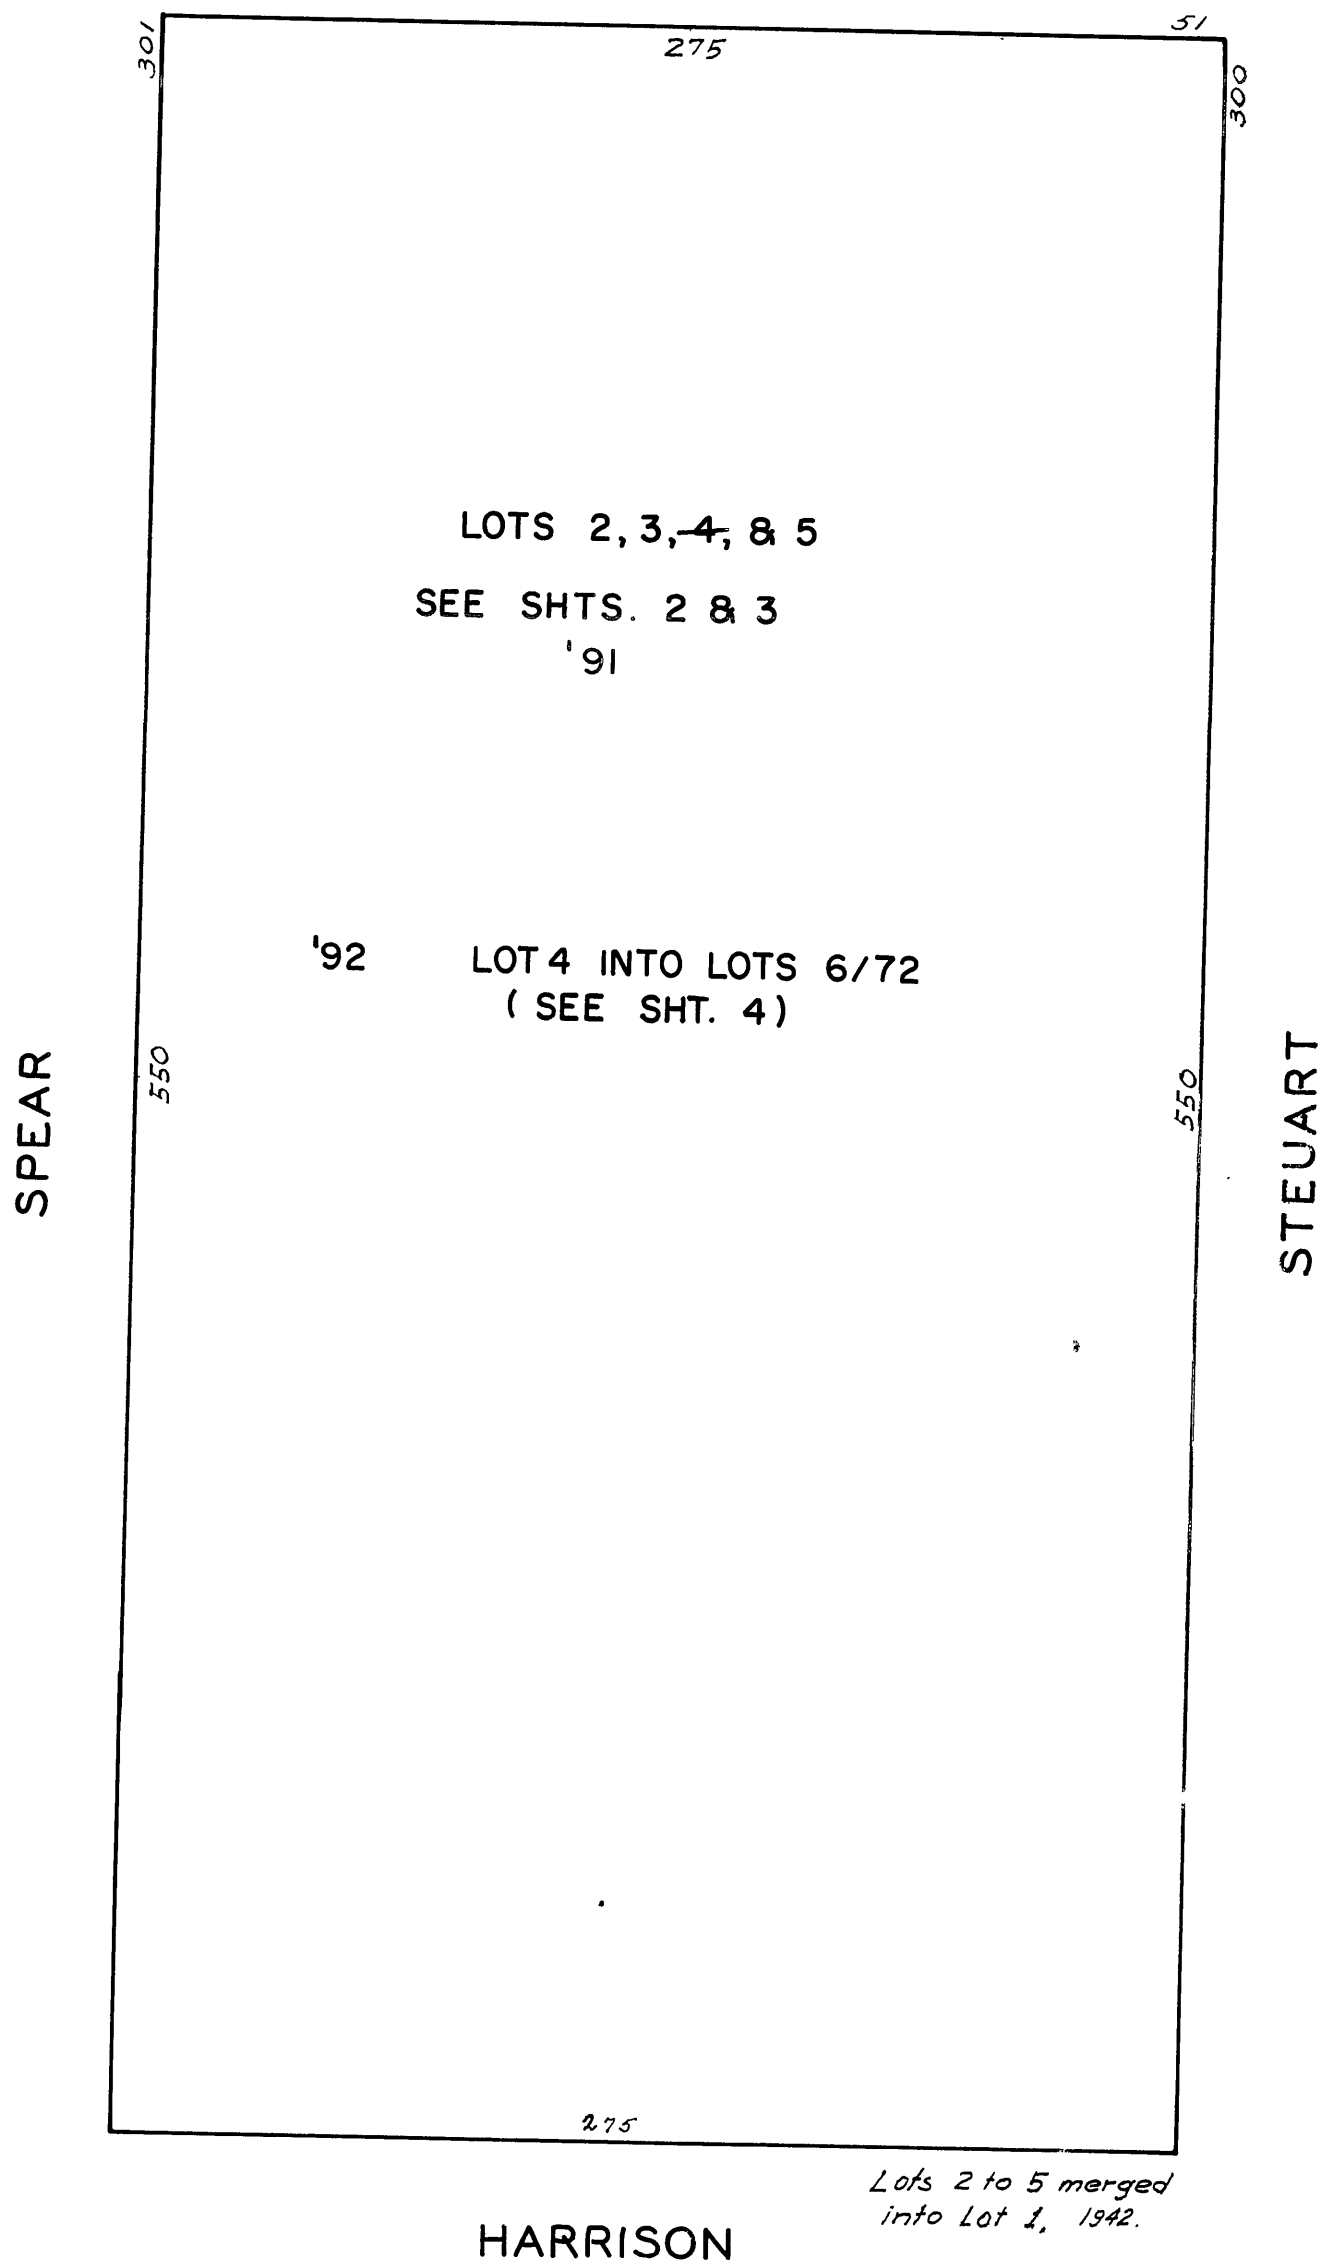 301
275
51
300
LOTS 2, 3, 4, & 5
SEE SHTS. 2 & 3
'91
'92 LOT 4 INTO LOTS 6/72
( SEE SHT. 4)
SPEAR
550
550
STEUART
275
Lots 2 to 5 merged
into Lot 1, 1942.
HARRISON